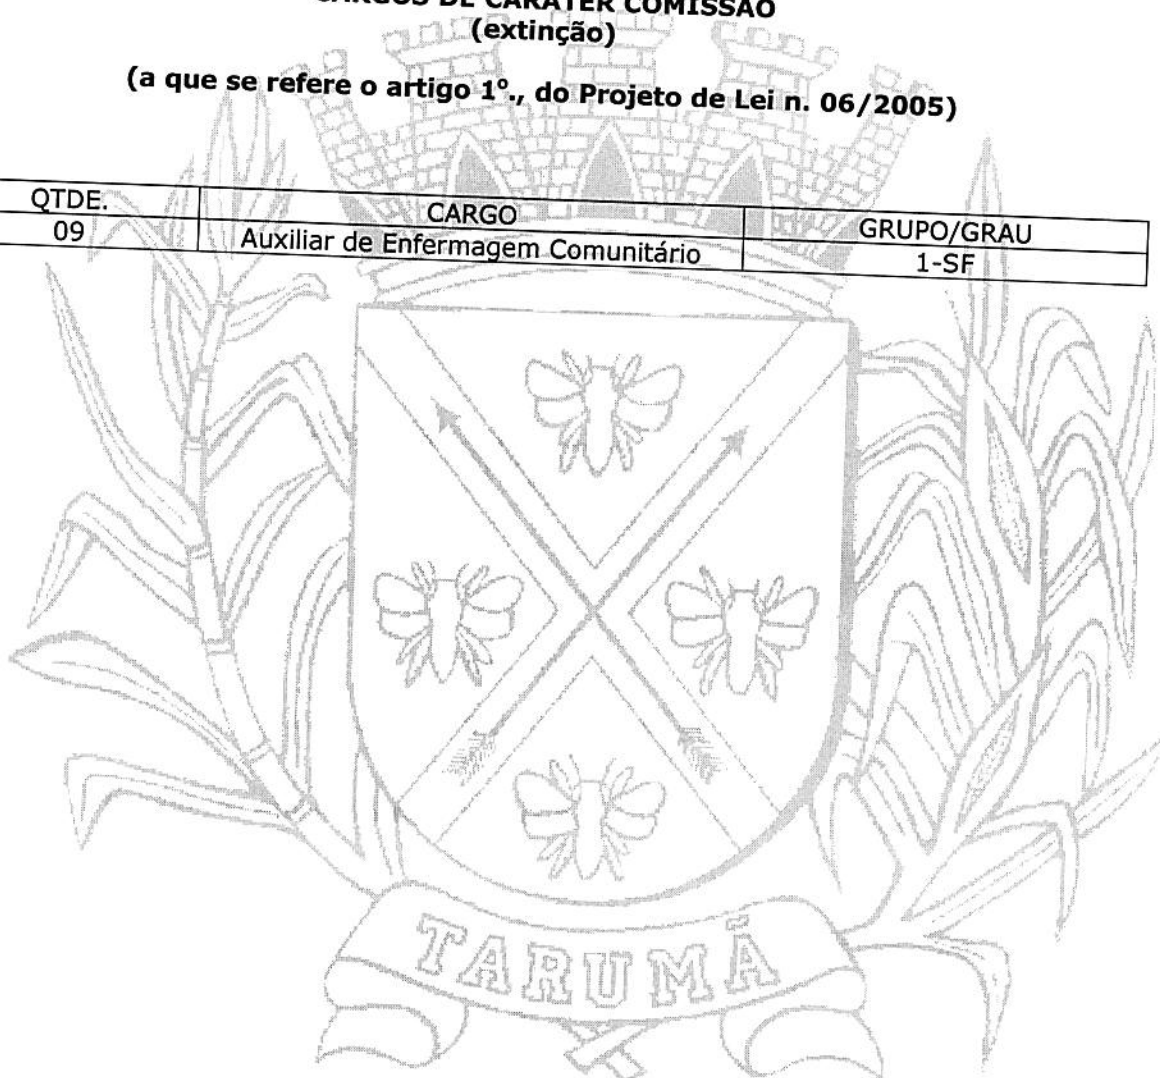 CARGOS DE CARÁTER COMISSÃO
(extinção)
(a que se refere o artigo 1º., do Projeto de Lei n. 06/2005)
QTDE. CARGO GRUPO/GRAU
09 Auxiliar de Enfermagem Comunitário 1-SF
TARUMÃ